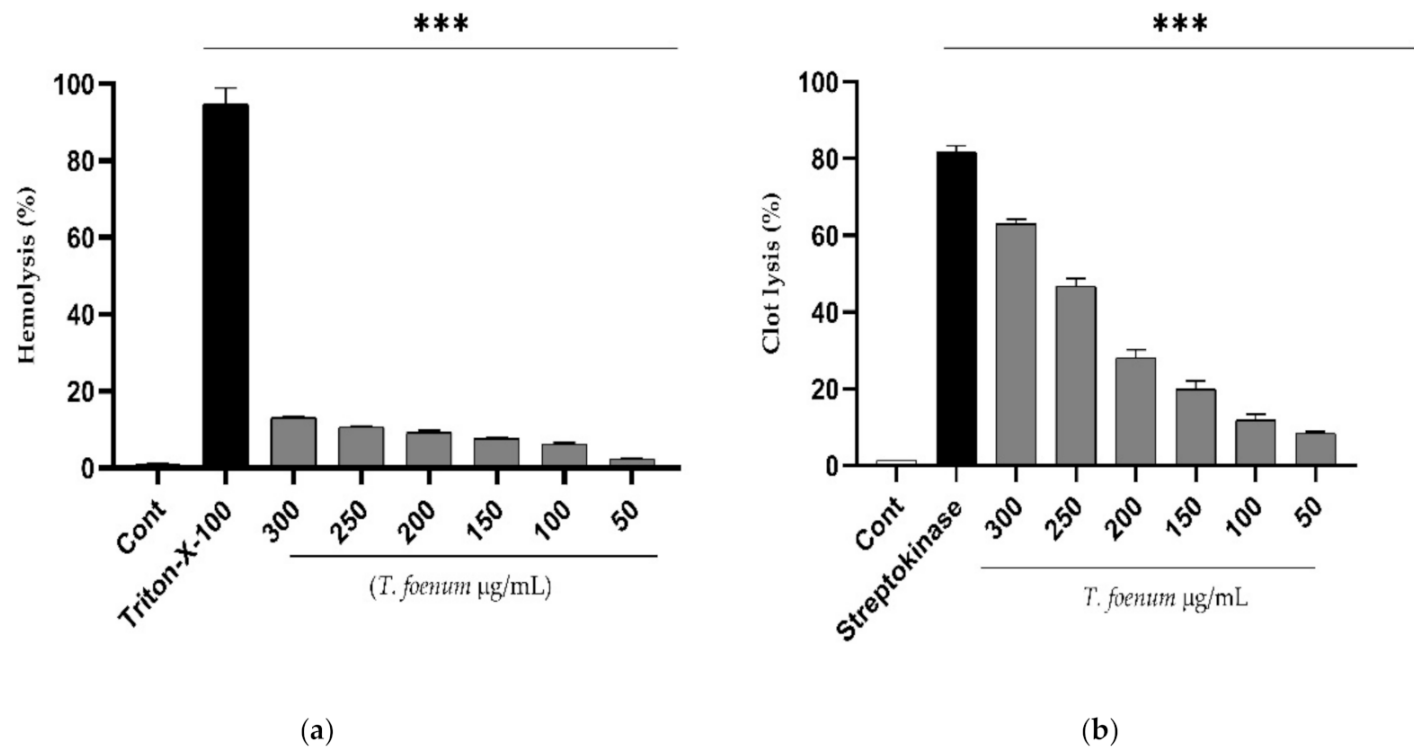 ***
100
80
60
40
20
0
Hemolysis (%)
Cont
Triton-X-100
300
250
200
150
100
50
(T. foenum µg/mL)
(a)
***
100
80
60
40
20
0
Clot lysis (%)
Cont
Streptokinase
300
250
200
150
100
50
T. foenum µg/mL
(b)